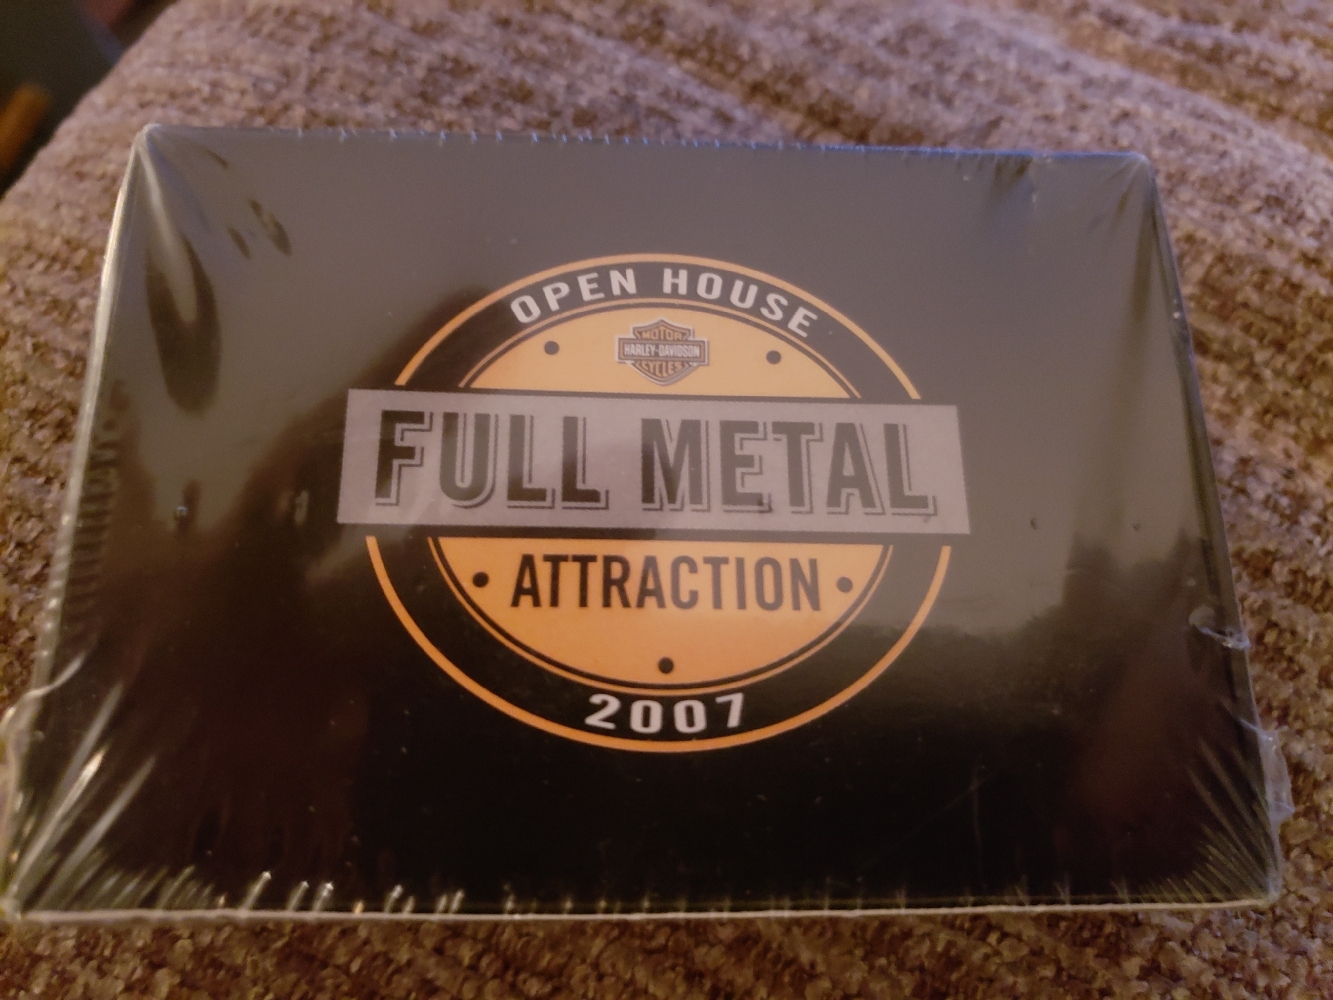 OPEN HOUSE
MOTOR
HARLEY-DAVIDSON
CYCLES
FULL METAL
ATTRACTION
2007